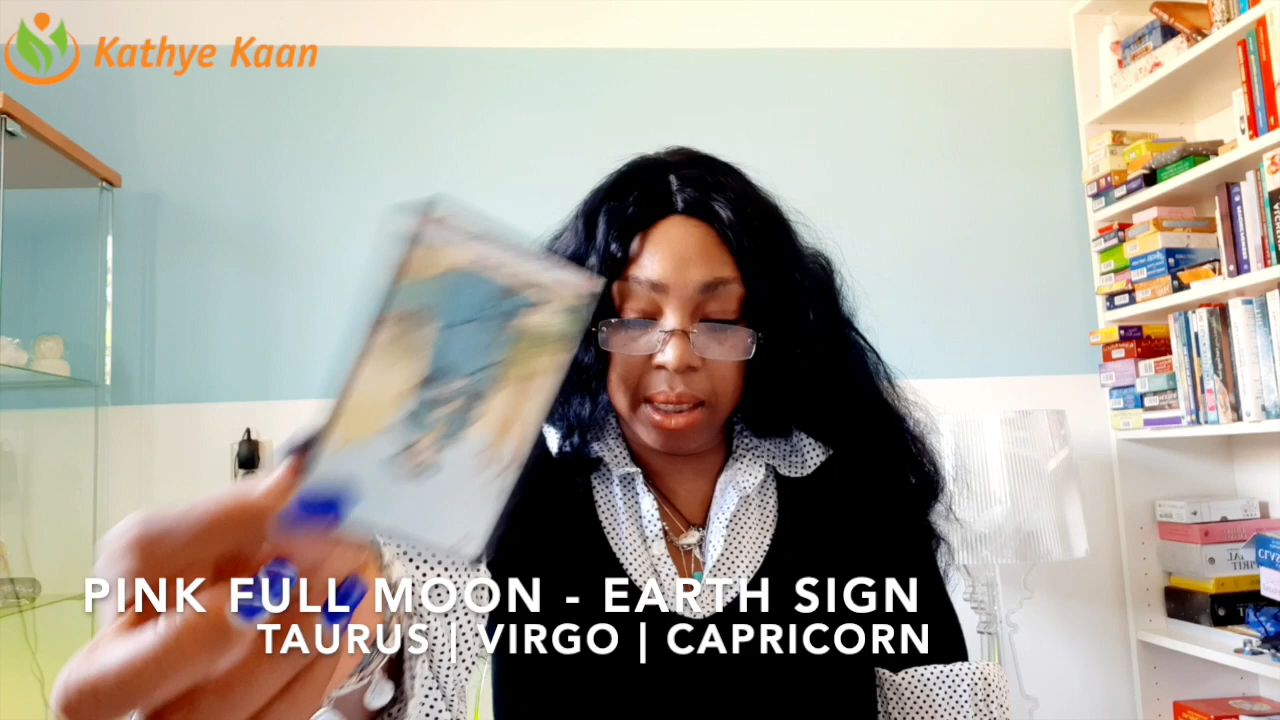 Kathye Kaan
PINK FULL MOON - EARTH SIGN
TAURUS | VIRGO | CAPRICORN